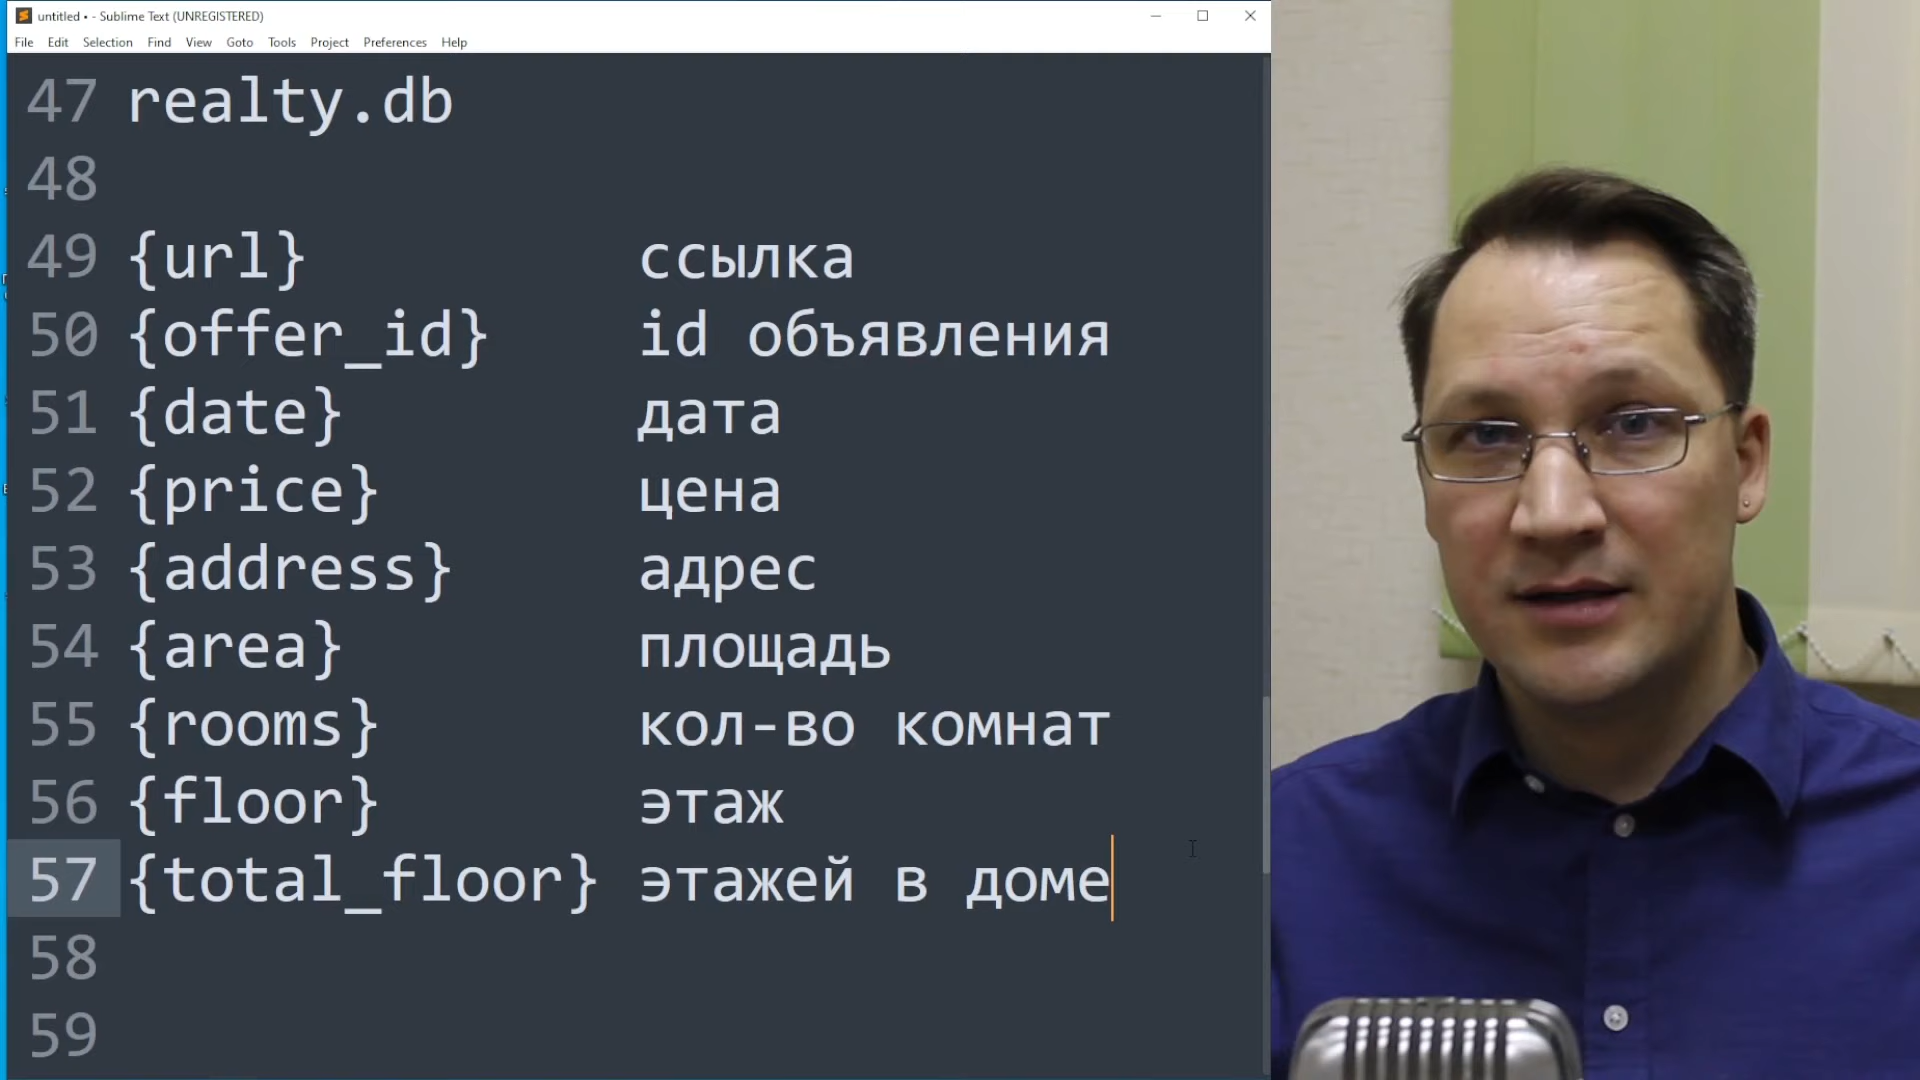 untitled • - Sublime Text (UNREGISTERED)
File Edit Selection Find View Goto Tools Project Preferences Help
47 realty.db
48
49 {url} ссылка
50 {offer_id} id объявления
51 {date} дата
52 {price} цена
53 {address} адрес
54 {area} площадь
55 {rooms} кол-во комнат
56 {floor} этаж
57 {total_floor} этажей в доме
58
59